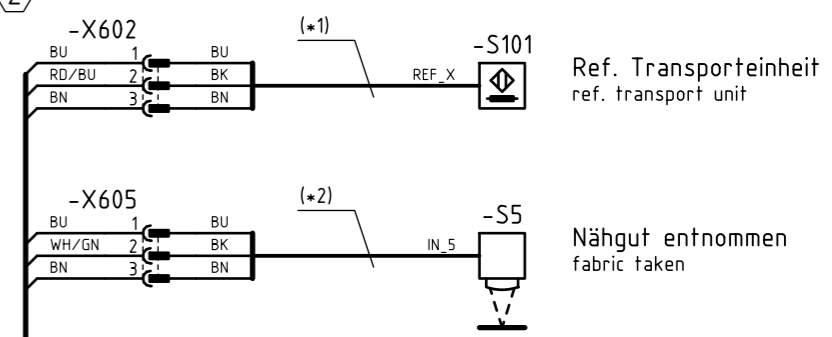 2
-X602
(*1)
-S101
BU 1 BU
RD/BU 2 BK REF_X
BN 3 BN
Ref. Transporteinheit
ref. transport unit
-X605
(*2)
-S5
BU 1 BU
WH/GN 2 BK IN_5
BN 3 BN
Nähgut entnommen
fabric taken